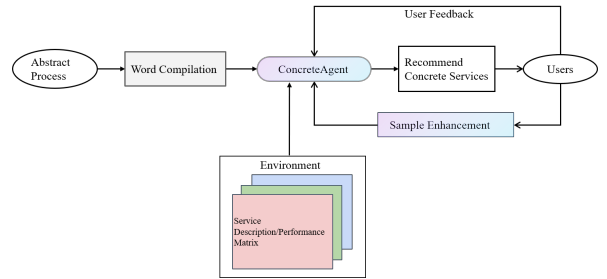 User Feedback
Abstract
Process
Word Compilation
ConcreteAgent
Recommend
Concrete Services
Users
Sample Enhancement
Environment
Service
Description/Performance
Matrix